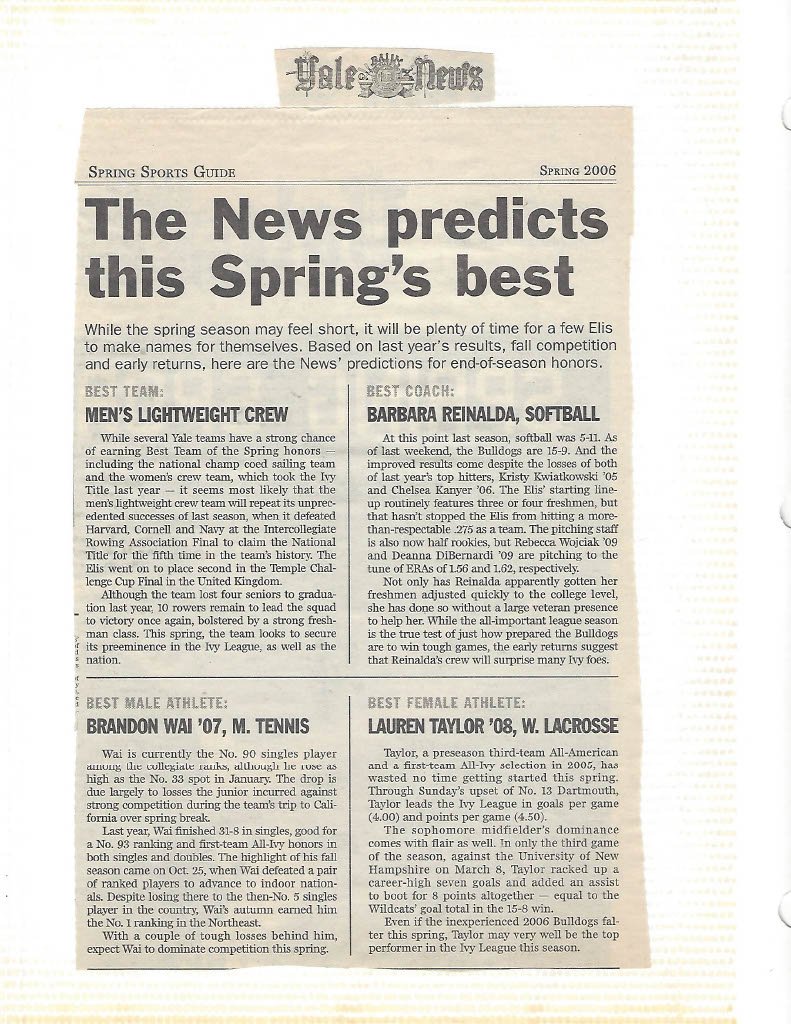 Yale Daily News
SPRING SPORTS GUIDE
SPRING 2006
The News predicts
this Spring's best
While the spring season may feel short, it will be plenty of time for a few Elis
to make names for themselves. Based on last year's results, fall competition
and early returns, here are the News' predictions for end-of-season honors.
BEST TEAM:
MEN'S LIGHTWEIGHT CREW
While several Yale teams have a strong chance
of earning Best Team of the Spring honors —
including the national champ coed sailing team
and the women's crew team, which took the Ivy
Title last year — it seems most likely that the
men's lightweight crew team will repeat its unprec-
edented successes of last season, when it defeated
Harvard, Cornell and Navy at the Intercollegiate
Rowing Association Final to claim the National
Title for the fifth time in the team's history. The
Elis went on to place second in the Temple Chal-
lenge Cup Final in the United Kingdom.
Although the team lost four seniors to gradua-
tion last year, 10 rowers remain to lead the squad
to victory once again, bolstered by a strong fresh-
man class. This spring, the team looks to secure
its preeminence in the Ivy League, as well as the
nation.
BEST COACH:
BARBARA REINALDA, SOFTBALL
At this point last season, softball was 5-11. As
of last weekend, the Bulldogs are 15-9. And the
improved results come despite the losses of both
of last year's top hitters, Kristy Kwiatkowski '05
and Chelsea Kanyer '06. The Elis' starting line-
up routinely features three or four freshmen, but
that hasn't stopped the Elis from hitting a more-
than-respectable .275 as a team. The pitching staff
is also now half rookies, but Rebecca Wojciak '09
and Deanna DiBernardi '09 are pitching to the
tune of ERAs of 1.56 and 1.62, respectively.
Not only has Reinalda apparently gotten her
freshmen adjusted quickly to the college level,
she has done so without a large veteran presence
to help her. While the all-important league season
is the true test of just how prepared the Bulldogs
are to win tough games, the early returns suggest
that Reinalda's crew will surprise many Ivy foes.
BEST MALE ATHLETE:
BRANDON WAI '07, M. TENNIS
Wai is currently the No. 90 singles player
among the collegiate ranks, although he rose as
high as the No. 33 spot in January. The drop is
due largely to losses the junior incurred against
strong competition during the team's trip to Cali-
fornia over spring break.
Last year, Wai finished 31-8 in singles, good for
a No. 93 ranking and first-team All-Ivy honors in
both singles and doubles. The highlight of his fall
season came on Oct. 25, when Wai defeated a pair
of ranked players to advance to indoor nation-
als. Despite losing there to the then-No. 5 singles
player in the country, Wai's autumn earned him
the No. 1 ranking in the Northeast.
With a couple of tough losses behind him,
expect Wai to dominate competition this spring.
BEST FEMALE ATHLETE:
LAUREN TAYLOR '08, W. LACROSSE
Taylor, a preseason third-team All-American
and a first-team All-Ivy selection in 2005, has
wasted no time getting started this spring.
Through Sunday's upset of No. 13 Dartmouth,
Taylor leads the Ivy League in goals per game
(4.00) and points per game (4.50).
The sophomore midfielder's dominance
comes with flair as well. In only the third game
of the season, against the University of New
Hampshire on March 8, Taylor racked up a
career-high seven goals and added an assist
to boot for 8 points altogether — equal to the
Wildcats' goal total in the 15-8 win.
Even if the inexperienced 2006 Bulldogs fal-
ter this spring, Taylor may very well be the top
performer in the Ivy League this season.